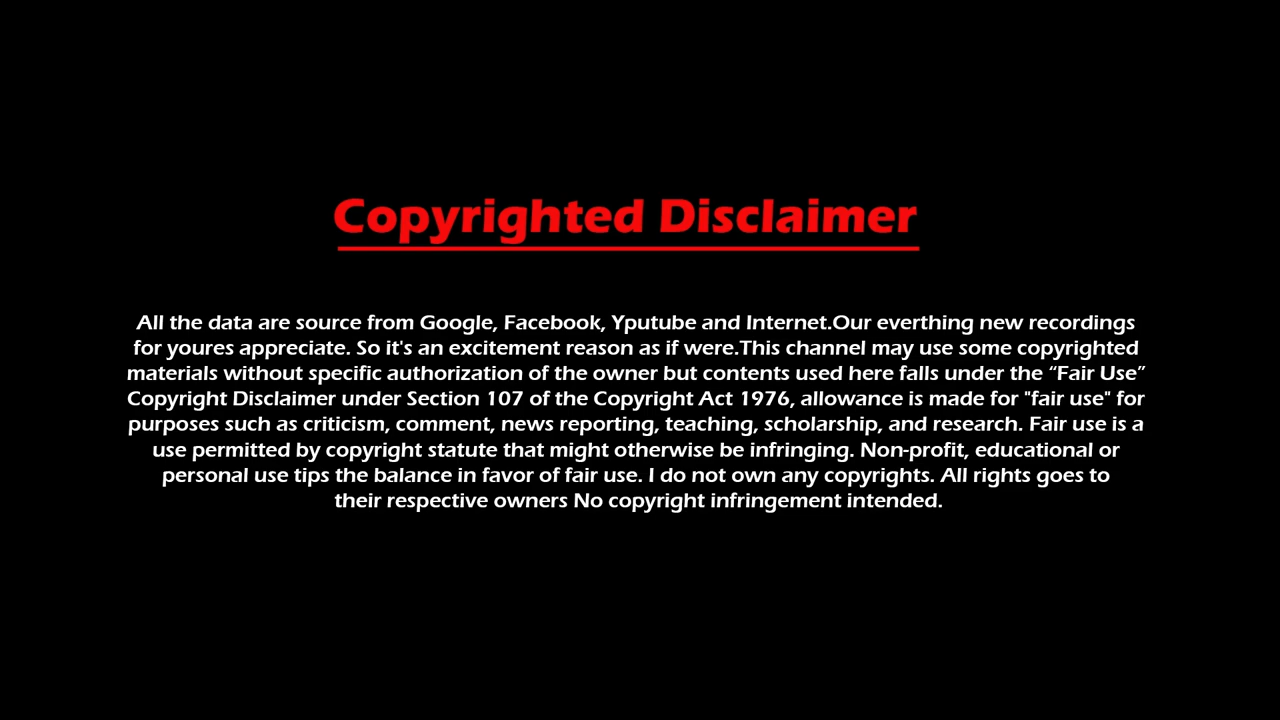 Copyrighted Disclaimer
All the data are source from Google, Facebook, Yputube and Internet.Our everthing new recordings
for youres appreciate. So it's an excitement reason as if were.This channel may use some copyrighted
materials without specific authorization of the owner but contents used here falls under the “Fair Use”
Copyright Disclaimer under Section 107 of the Copyright Act 1976, allowance is made for "fair use" for
purposes such as criticism, comment, news reporting, teaching, scholarship, and research. Fair use is a
use permitted by copyright statute that might otherwise be infringing. Non-profit, educational or
personal use tips the balance in favor of fair use. I do not own any copyrights. All rights goes to
their respective owners No copyright infringement intended.